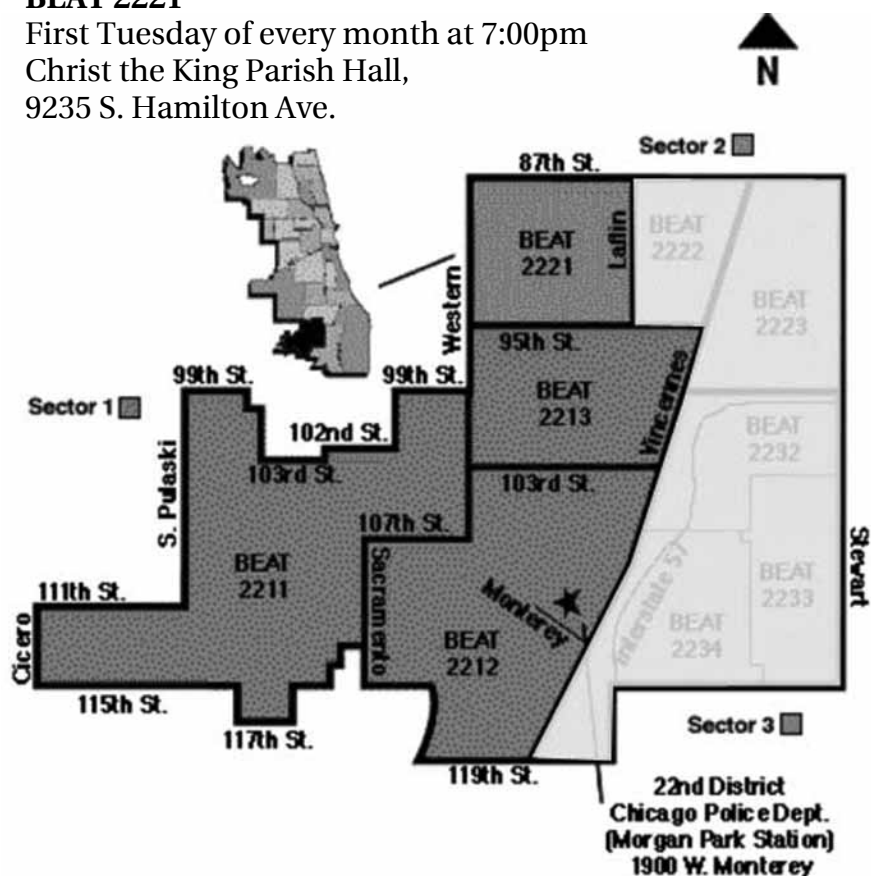 BEAT 2221
First Tuesday of every month at 7:00pm
Christ the King Parish Hall,
9235 S. Hamilton Ave.
N
Sector 2
87th St.
BEAT
2221
Laflin
BEAT
2222
BEAT
2223
Western
95th St.
BEAT
2213
Vincennes
99th St.
99th St.
Sector 1
102nd St.
103rd St.
103rd St.
S. Pulaski
107th St.
BEAT
2232
BEAT
2211
Sacramento
Monterey
Interstate 57
BEAT
2233
Stewart
111th St.
Cicero
BEAT
2212
BEAT
2234
115th St.
117th St.
119th St.
Sector 3
22nd District
Chicago Police Dept.
(Morgan Park Station)
1900 W. Monterey